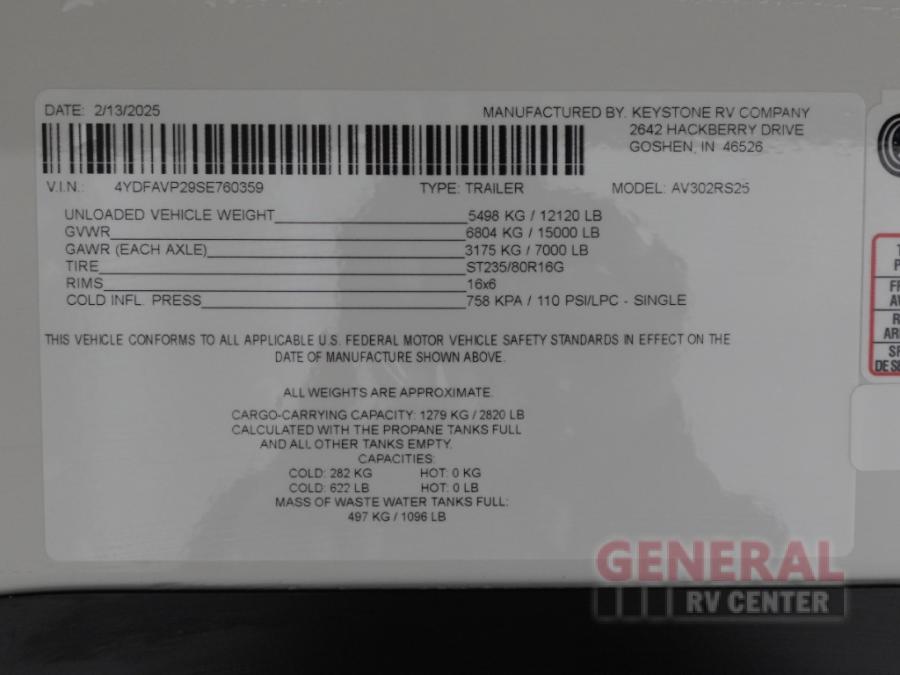 DATE: 2/13/2025
MANUFACTURED BY: KEYSTONE RV COMPANY
2642 HACKBERRY DRIVE
GOSHEN, IN 46526
V.I.N.: 4YDFAVP29SE760359 TYPE: TRAILER MODEL: AV302RS25
UNLOADED VEHICLE WEIGHT 5498 KG / 12120 LB
GVWR 6804 KG / 15000 LB
GAWR (EACH AXLE) 3175 KG / 7000 LB
TIRE ST235/80R16G
RIMS 16x6
COLD INFL. PRESS 758 KPA / 110 PSI/LPC - SINGLE
THIS VEHICLE CONFORMS TO ALL APPLICABLE U.S. FEDERAL MOTOR VEHICLE SAFETY STANDARDS IN EFFECT ON THE
DATE OF MANUFACTURE SHOWN ABOVE.
ALL WEIGHTS ARE APPROXIMATE.
CARGO-CARRYING CAPACITY: 1279 KG / 2820 LB
CALCULATED WITH THE PROPANE TANKS FULL
AND ALL OTHER TANKS EMPTY.
CAPACITIES:
COLD: 282 KG HOT: 0 KG
COLD: 622 LB HOT: 0 LB
MASS OF WASTE WATER TANKS FULL:
497 KG / 1096 LB
GENERAL
RV CENTER